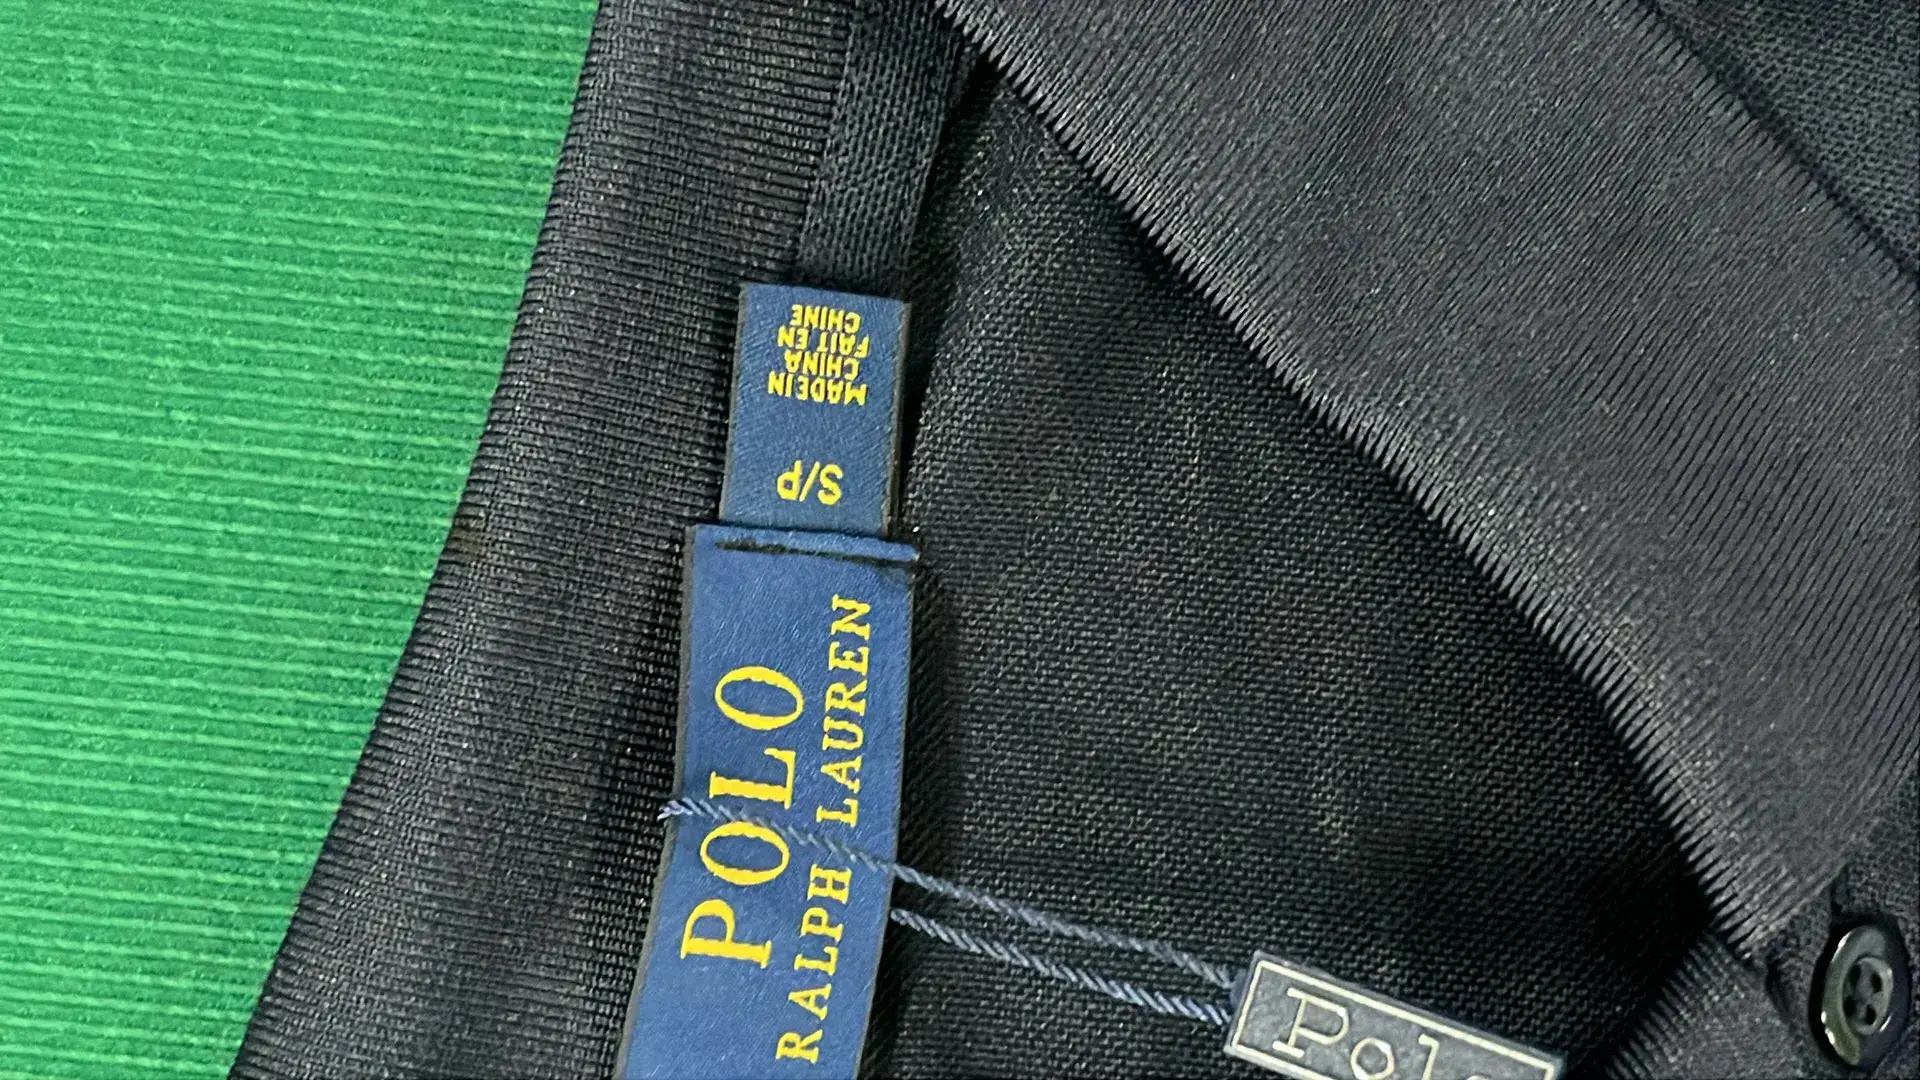 MADE IN
CHINA
FAIT EN
CHINE
S/P
POLO
RALPH LAUREN
Polo